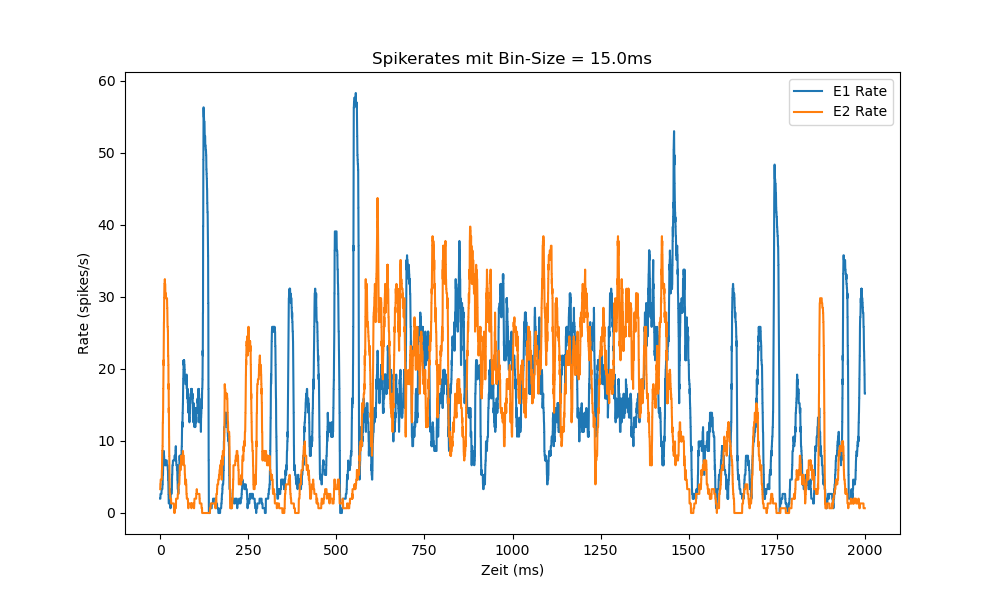 Spikerates mit Bin-Size = 15.0ms
E1 Rate
E2 Rate
60
50
40
30
20
10
0
Rate (spikes/s)
0 250 500 750 1000 1250 1500 1750 2000
Zeit (ms)